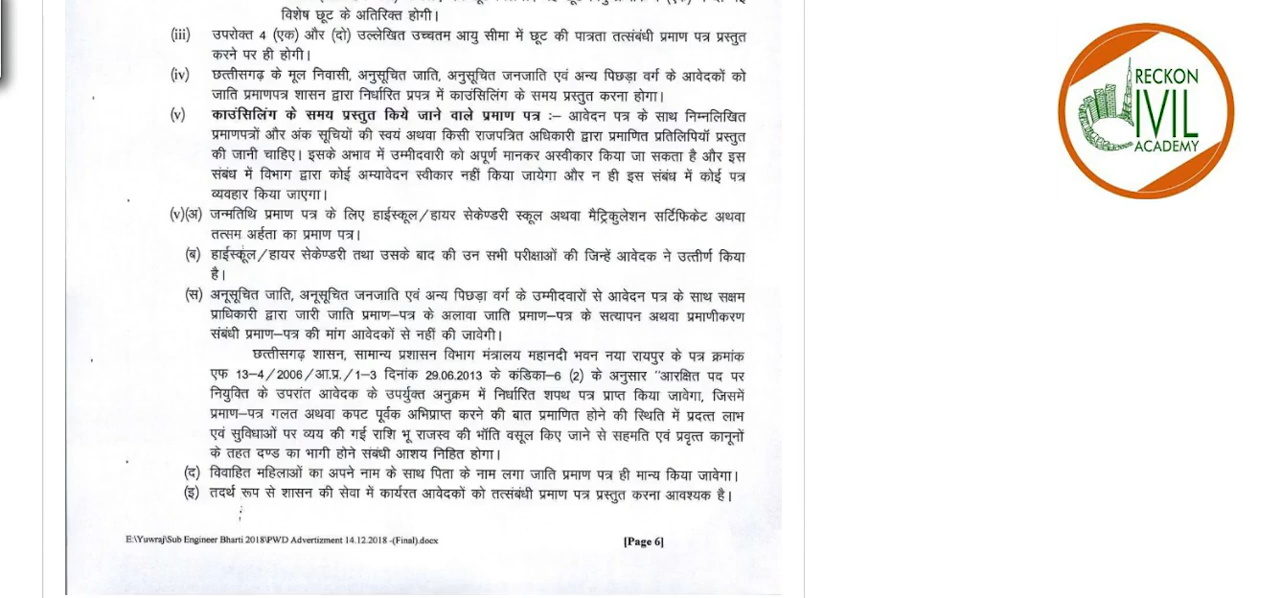 विशेष छूट के अतिरिक्त होगी।
(iii) उपरोक्त 4 (एक) और (दो) उल्लेखित उच्चतम आयु सीमा में छूट की पात्रता तत्संबंधी प्रमाण पत्र प्रस्तुत
करने पर ही होगी।
(iv) छत्तीसगढ़ के मूल निवासी, अनुसूचित जाति, अनुसूचित जनजाति एवं अन्य पिछड़ा वर्ग के आवेदकों को
जाति प्रमाणपत्र शासन द्वारा निर्धारित प्रपत्र में काउंसिलिंग के समय प्रस्तुत करना होगा।
(v) काउंसिलिंग के समय प्रस्तुत किये जाने वाले प्रमाण पत्र :– आवेदन पत्र के साथ निम्नलिखित
प्रमाणपत्रों और अंक सूचियों की स्वयं अथवा किसी राजपत्रित अधिकारी द्वारा प्रमाणित प्रतिलिपियॉ प्रस्तुत
की जानी चाहिए। इसके अभाव में उम्मीदवारी को अपूर्ण मानकर अस्वीकार किया जा सकता है और इस
संबंध में विभाग द्वारा कोई अम्यावेदन स्वीकार नहीं किया जायेगा और न ही इस संबंध में कोई पत्र
व्यवहार किया जाएगा।
(v)(अ) जन्मतिथि प्रमाण पत्र के लिए हाईस्कूल/हायर सेकेण्डरी स्कूल अथवा मैट्रिकुलेशन सर्टिफिकेट अथवा
तत्सम अर्हता का प्रमाण पत्र।
(ब) हाईस्कूल/हायर सेकेण्डरी तथा उसके बाद की उन सभी परीक्षाओं की जिन्हें आवेदक ने उत्तीर्ण किया
है।
(स) अनूसूचित जाति, अनूसूचित जनजाति एवं अन्य पिछड़ा वर्ग के उम्मीदवारों से आवेदन पत्र के साथ सक्षम
प्राधिकारी द्वारा जारी जाति प्रमाण–पत्र के अलावा जाति प्रमाण–पत्र के सत्यापन अथवा प्रमाणीकरण
संबंधी प्रमाण–पत्र की मांग आवेदकों से नहीं की जावेगी।
छत्तीसगढ़ शासन, सामान्य प्रशासन विभाग मंत्रालय महानदी भवन नया रायपुर के पत्र क्रमांक
एफ 13–4/2006/आ.प्र./1–3 दिनांक 29.06.2013 के कंडिका–6 (2) के अनुसार "आरक्षित पद पर
नियुक्ति के उपरांत आवेदक के उपर्युक्त अनुक्रम में निर्धारित शपथ पत्र प्राप्त किया जावेगा, जिसमें
प्रमाण–पत्र गलत अथवा कपट पूर्वक अभिप्राप्त करने की बात प्रमाणित होने की स्थिति में प्रदत्त लाभ
एवं सुविधाओं पर व्यय की गई राशि भू राजस्व की भॉति वसूल किए जाने से सहमति एवं प्रवृत्त कानूनों
के तहत दण्ड का भागी होने संबंधी आशय निहित होगा।
(द) विवाहित महिलाओं का अपने नाम के साथ पिता के नाम लगा जाति प्रमाण पत्र ही मान्य किया जावेगा।
(इ) तदर्थ रूप से शासन की सेवा में कार्यरत आवेदकों को तत्संबंधी प्रमाण पत्र प्रस्तुत करना आवश्यक है।
E:\Yuwraj\Sub Engineer Bharti 2018\PWD Advertizment 14.12.2018 -(Final).docx [Page 6]
RECKON
IVIL
ACADEMY